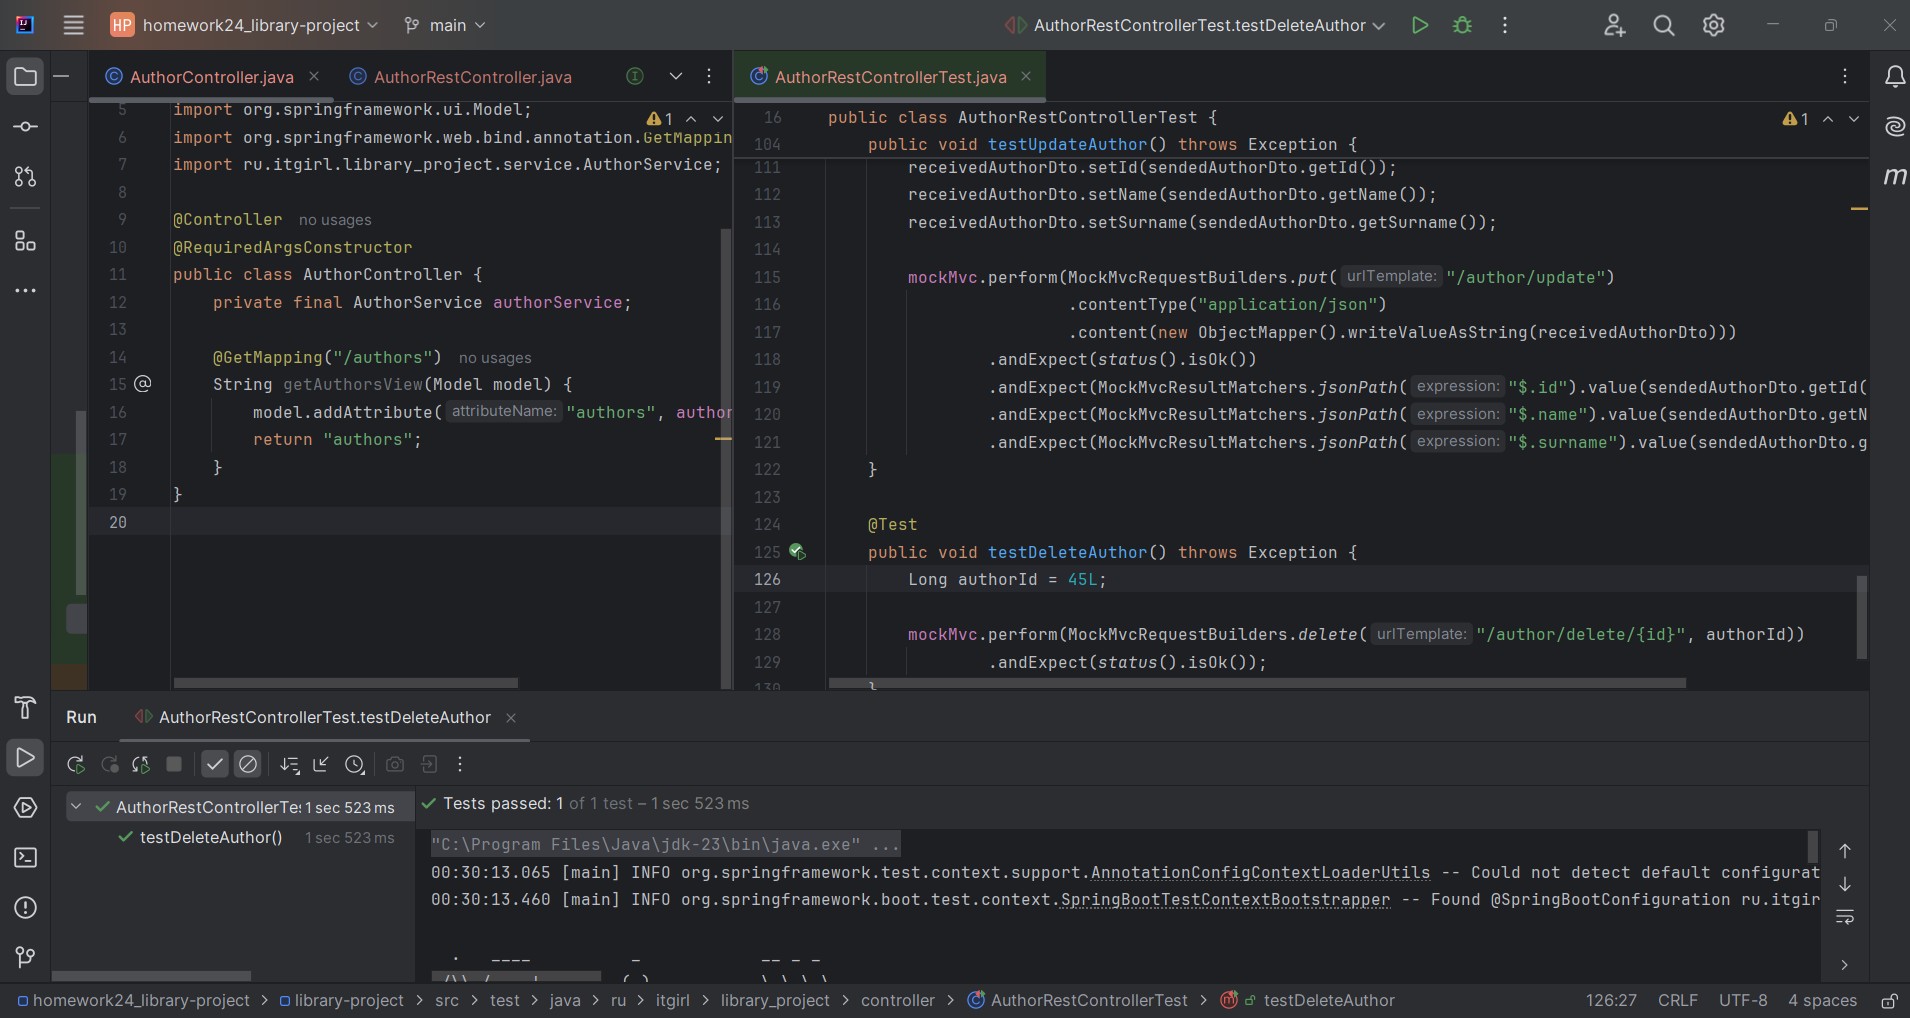 HP homework24_library-project main AuthorRestControllerTest.testDeleteAuthor
AuthorController.java AuthorRestController.java
AuthorRestControllerTest.java
1
5 import org.springframework.ui.Model;
6 import org.springframework.web.bind.annotation.GetMappin
7 import ru.itgirl.library_project.service.AuthorService;
8
9 @Controller no usages
10 @RequiredArgsConstructor
11 public class AuthorController {
12 private final AuthorService authorService;
13
14 @GetMapping("/authors") no usages
15 String getAuthorsView(Model model) {
16 model.addAttribute( attributeName: "authors", author
17 return "authors";
18 }
19 }
20
1
16 public class AuthorRestControllerTest {
104 public void testUpdateAuthor() throws Exception {
111 receivedAuthorDto.setId(sendedAuthorDto.getId());
112 receivedAuthorDto.setName(sendedAuthorDto.getName());
113 receivedAuthorDto.setSurname(sendedAuthorDto.getSurname());
114
115 mockMvc.perform(MockMvcRequestBuilders.put( urlTemplate: "/author/update")
116 .contentType("application/json")
117 .content(new ObjectMapper().writeValueAsString(receivedAuthorDto)))
118 .andExpect(status().isOk())
119 .andExpect(MockMvcResultMatchers.jsonPath( expression: "$.id").value(sendedAuthorDto.getId(
120 .andExpect(MockMvcResultMatchers.jsonPath( expression: "$.name").value(sendedAuthorDto.getN
121 .andExpect(MockMvcResultMatchers.jsonPath( expression: "$.surname").value(sendedAuthorDto.g
122 }
123
124 @Test
125 public void testDeleteAuthor() throws Exception {
126 Long authorId = 45L;
127
128 mockMvc.perform(MockMvcRequestBuilders.delete( urlTemplate: "/author/delete/{id}", authorId))
129 .andExpect(status().isOk());
130 }
Run AuthorRestControllerTest.testDeleteAuthor
AuthorRestControllerTes 1 sec 523 ms
testDeleteAuthor() 1 sec 523 ms
Tests passed: 1 of 1 test – 1 sec 523 ms
"C:\Program Files\Java\jdk-23\bin\java.exe" ...
00:30:13.065 [main] INFO org.springframework.test.context.support.AnnotationConfigContextLoaderUtils -- Could not detect default configurat
00:30:13.460 [main] INFO org.springframework.boot.test.context.SpringBootTestContextBootstrapper -- Found @SpringBootConfiguration ru.itgir
homework24_library-project library-project src test java ru itgirl library_project controller AuthorRestControllerTest testDeleteAuthor 126:27 CRLF UTF-8 4 spaces